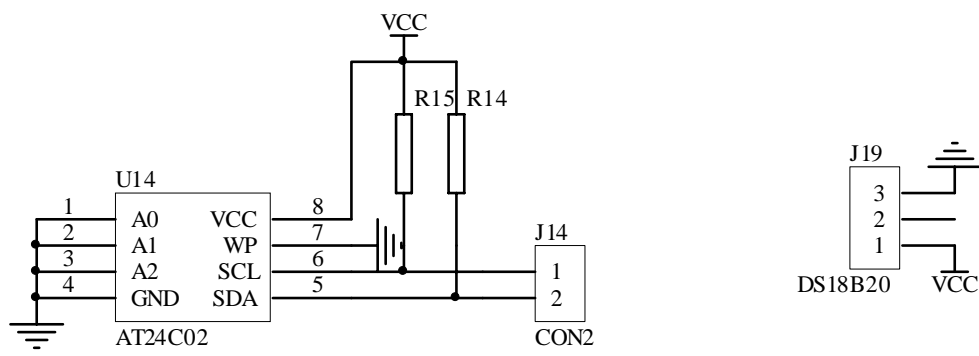 VCC
R15 R14
U14
1 A0 VCC 8
2 A1 WP 7
3 A2 SCL 6
4 GND SDA 5
AT24C02
J14
1
2
CON2
J19
3
2
1
DS18B20 VCC